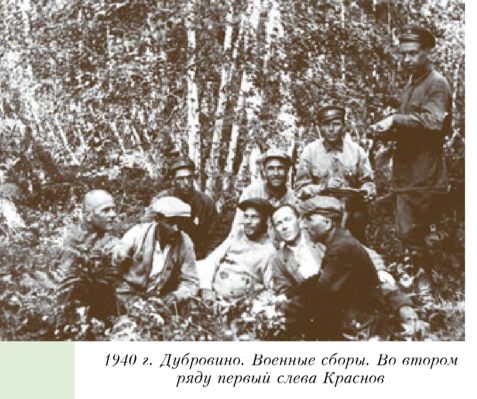 1940 г. Дубровино. Военные сборы. Во втором
ряду первый слева Краснов